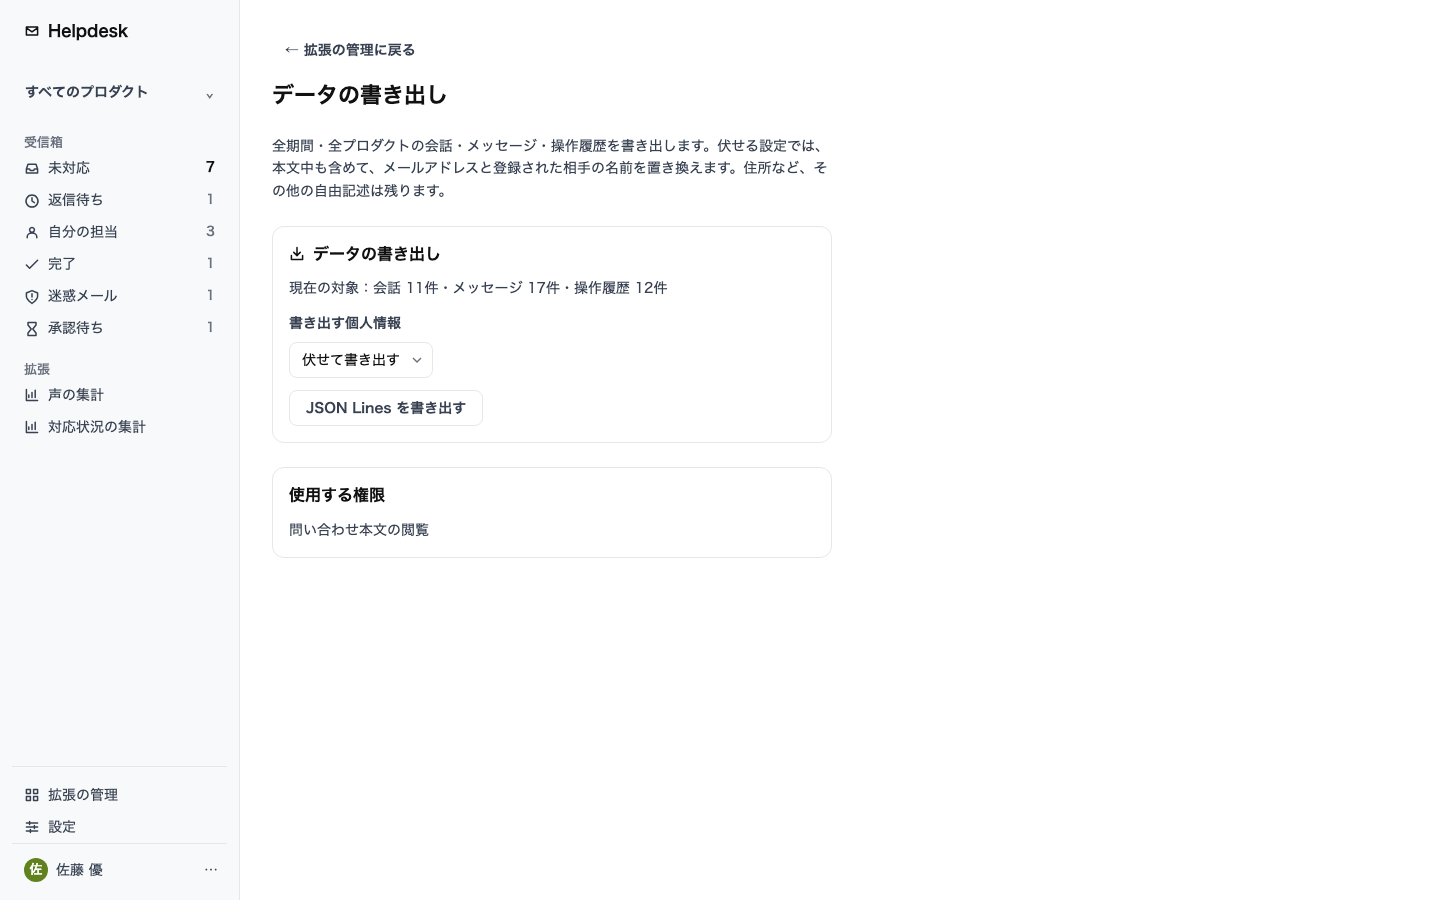 Helpdesk
すべてのプロダクト
受信箱
未対応 7
返信待ち 1
自分の担当 3
完了 1
迷惑メール 1
承認待ち 1
拡張
声の集計
対応状況の集計
拡張の管理
設定
佐 佐藤 優 …
← 拡張の管理に戻る
データの書き出し
全期間・全プロダクトの会話・メッセージ・操作履歴を書き出します。伏せる設定では、
本文中も含めて、メールアドレスと登録された相手の名前を置き換えます。住所など、そ
の他の自由記述は残ります。
データの書き出し
現在の対象：会話 11件・メッセージ 17件・操作履歴 12件
書き出す個人情報
伏せて書き出す
JSON Lines を書き出す
使用する権限
問い合わせ本文の閲覧